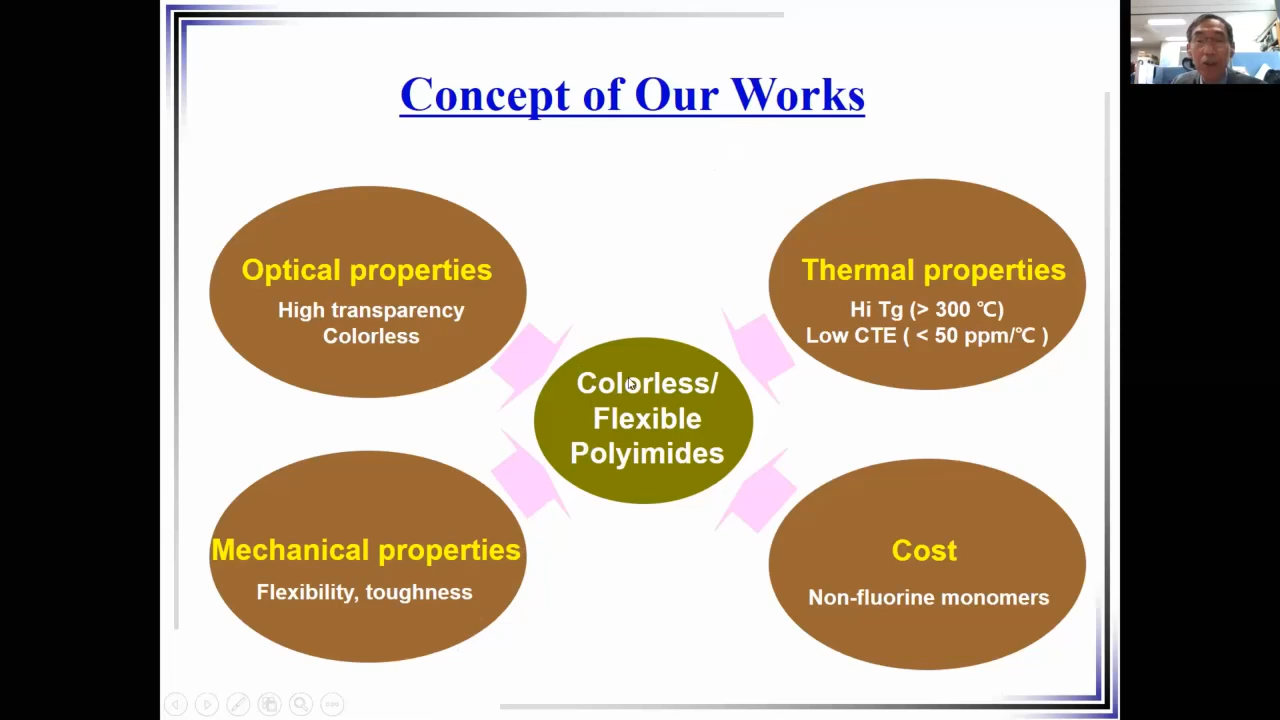 Concept of Our Works
Optical properties
High transparency
Colorless
Thermal properties
Hi Tg (> 300 ℃)
Low CTE ( < 50 ppm/℃ )
Colorless/
Flexible
Polyimides
Mechanical properties
Flexibility, toughness
Cost
Non-fluorine monomers